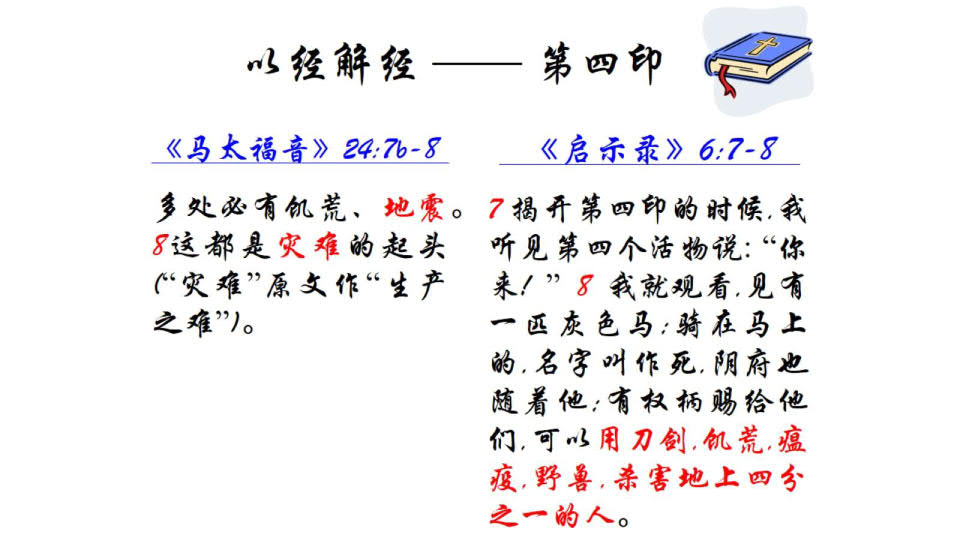 以经解经 —— 第四印
《马太福音》24:7b-8
多处必有饥荒、地震。
8这都是灾难的起头
(“灾难”原文作“生产
之难”)。
《启示录》6:7-8
7 揭开第四印的时候,我
听见第四个活物说:“你
来!” 8 我就观看,见有
一匹灰色马;骑在马上
的,名字叫作死,阴府也
随着他;有权柄赐给他
们,可以用刀剑,饥荒,瘟
疫,野兽,杀害地上四分
之一的人。